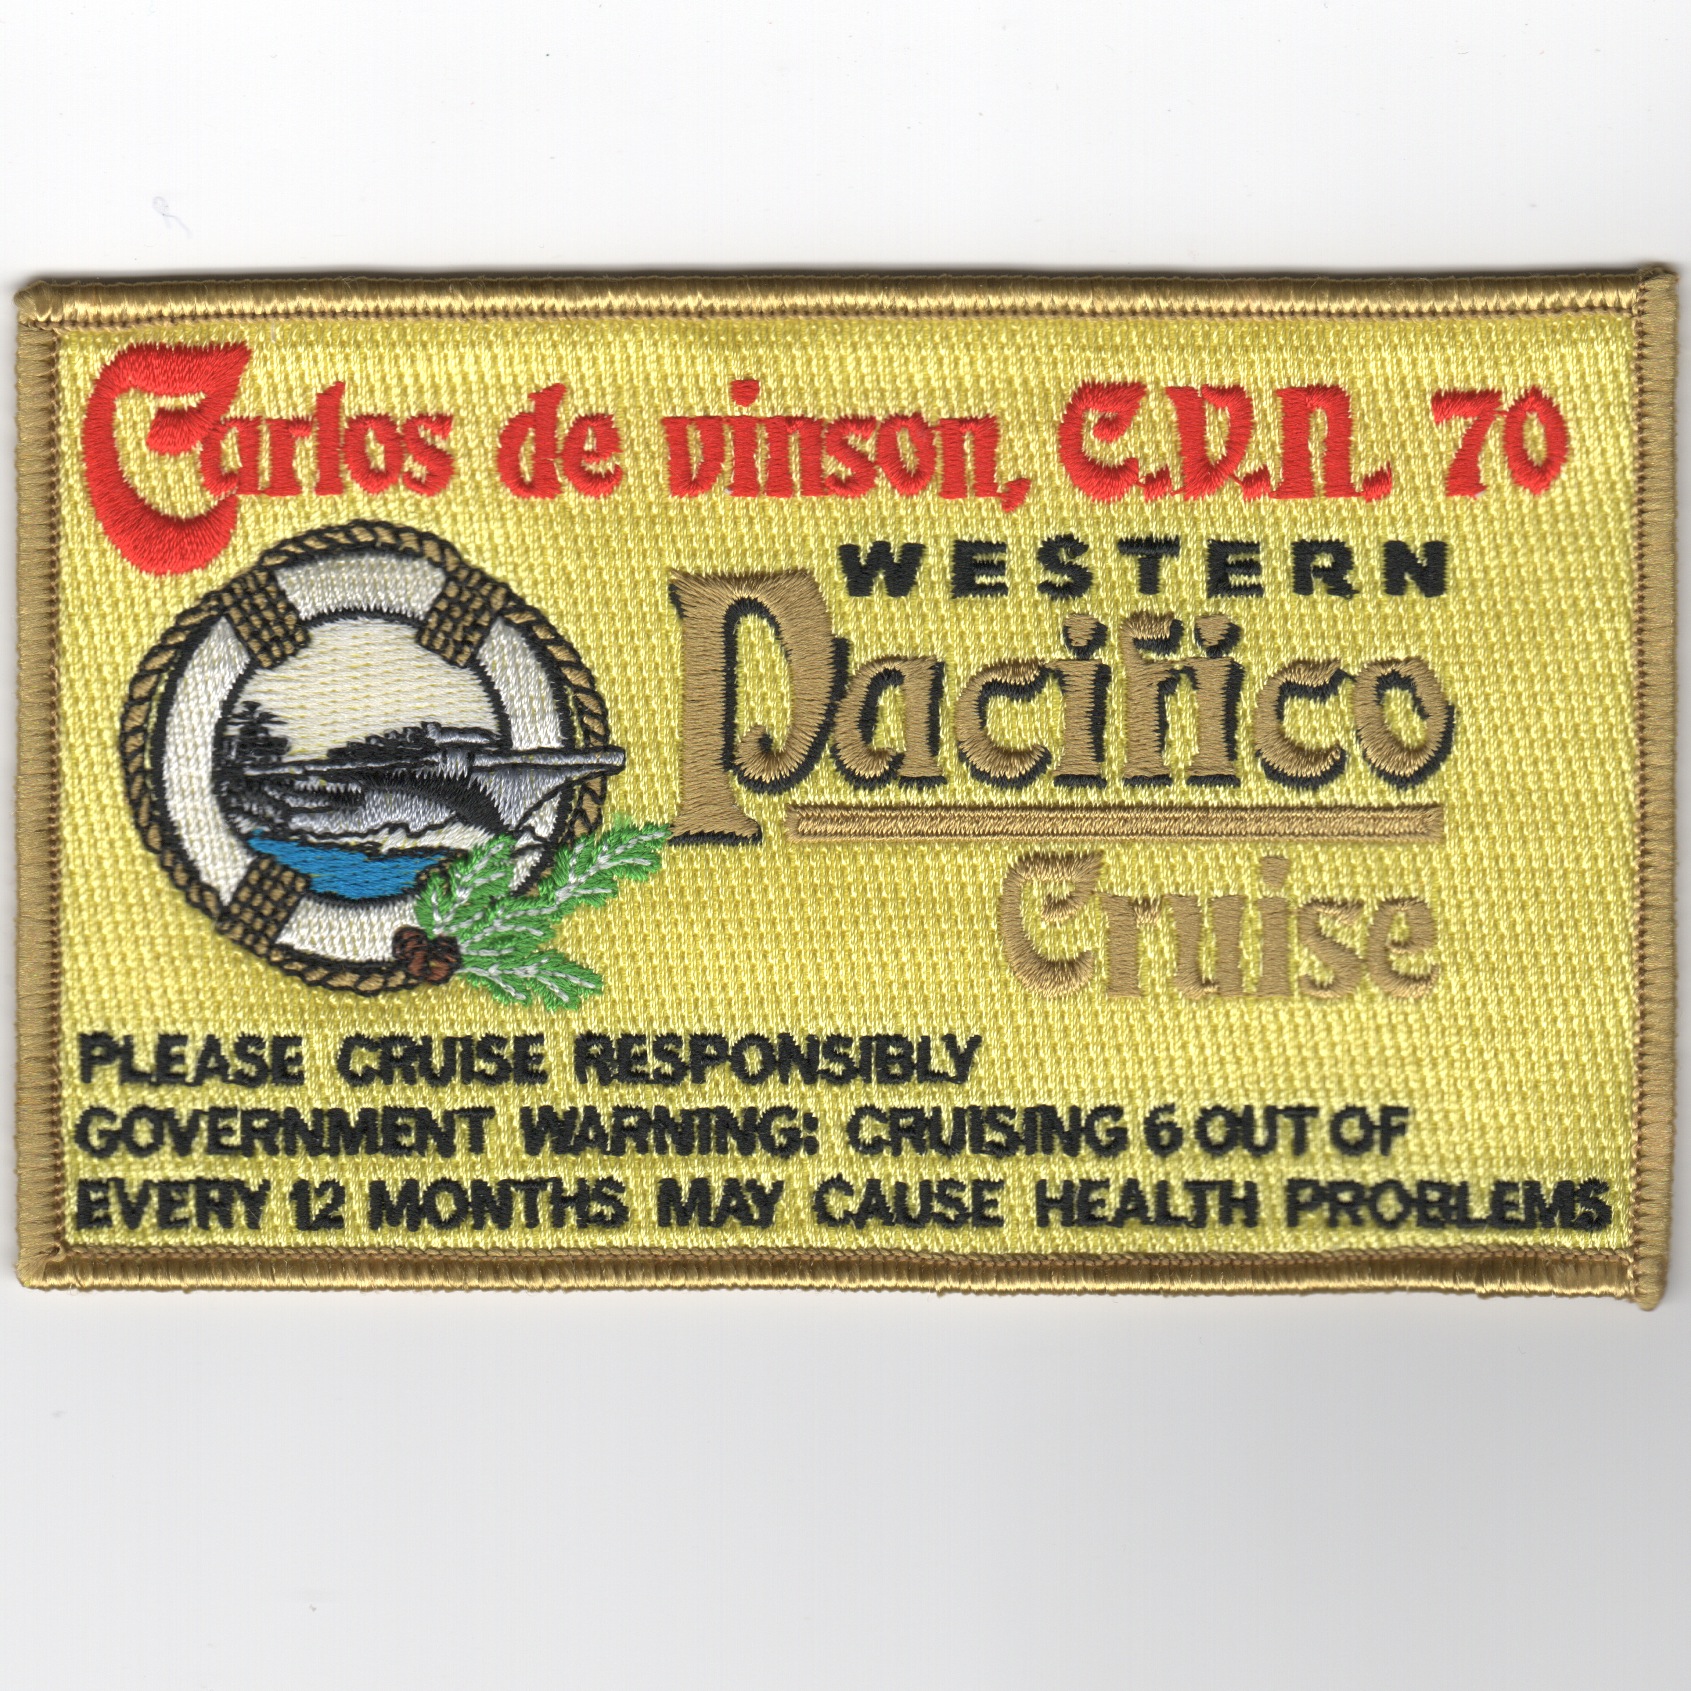 Carlos de vinson, C.V.N. 70
WESTERN
Pacifico
Cruise
PLEASE CRUISE RESPONSIBLY
GOVERNMENT WARNING: CRUISING 6 OUT OF
EVERY 12 MONTHS MAY CAUSE HEALTH PROBLEMS